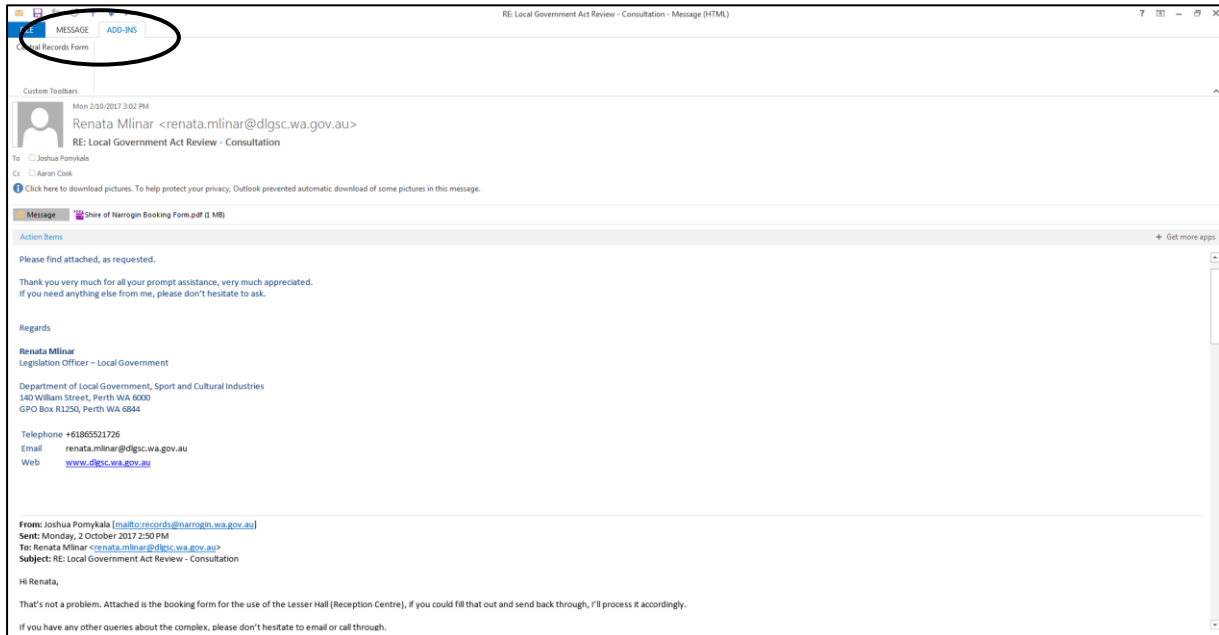 RE: Local Government Act Review - Consultation - Message (HTML)
MESSAGE ADD-INS
Central Records Form
Custom Toolbars
Mon 2/10/2017 3:02 PM
Renata Mlinar <renata.mlinar@dlgsc.wa.gov.au>
RE: Local Government Act Review - Consultation
To Joshua Pomykala
Cc Aaron Cook
Click here to download pictures. To help protect your privacy, Outlook prevented automatic download of some pictures in this message.
Message Shire of Narrogin Booking Form.pdf (1 MB)
Action Items + Get more apps
Please find attached, as requested.
Thank you very much for all your prompt assistance, very much appreciated.
If you need anything else from me, please don't hesitate to ask.
Regards
Renata Mlinar
Legislation Officer – Local Government
Department of Local Government, Sport and Cultural Industries
140 William Street, Perth WA 6000
GPO Box R1250, Perth WA 6844
Telephone +61865521726
Email renata.mlinar@dlgsc.wa.gov.au
Web www.dlgsc.wa.gov.au
From: Joshua Pomykala [mailto:records@narrogin.wa.gov.au]
Sent: Monday, 2 October 2017 2:50 PM
To: Renata Mlinar <renata.mlinar@dlgsc.wa.gov.au>
Subject: RE: Local Government Act Review - Consultation
Hi Renata,
That's not a problem. Attached is the booking form for the use of the Lesser Hall (Reception Centre), if you could fill that out and send back through, I'll process it accordingly.
If you have any other queries about the complex, please don't hesitate to email or call through.